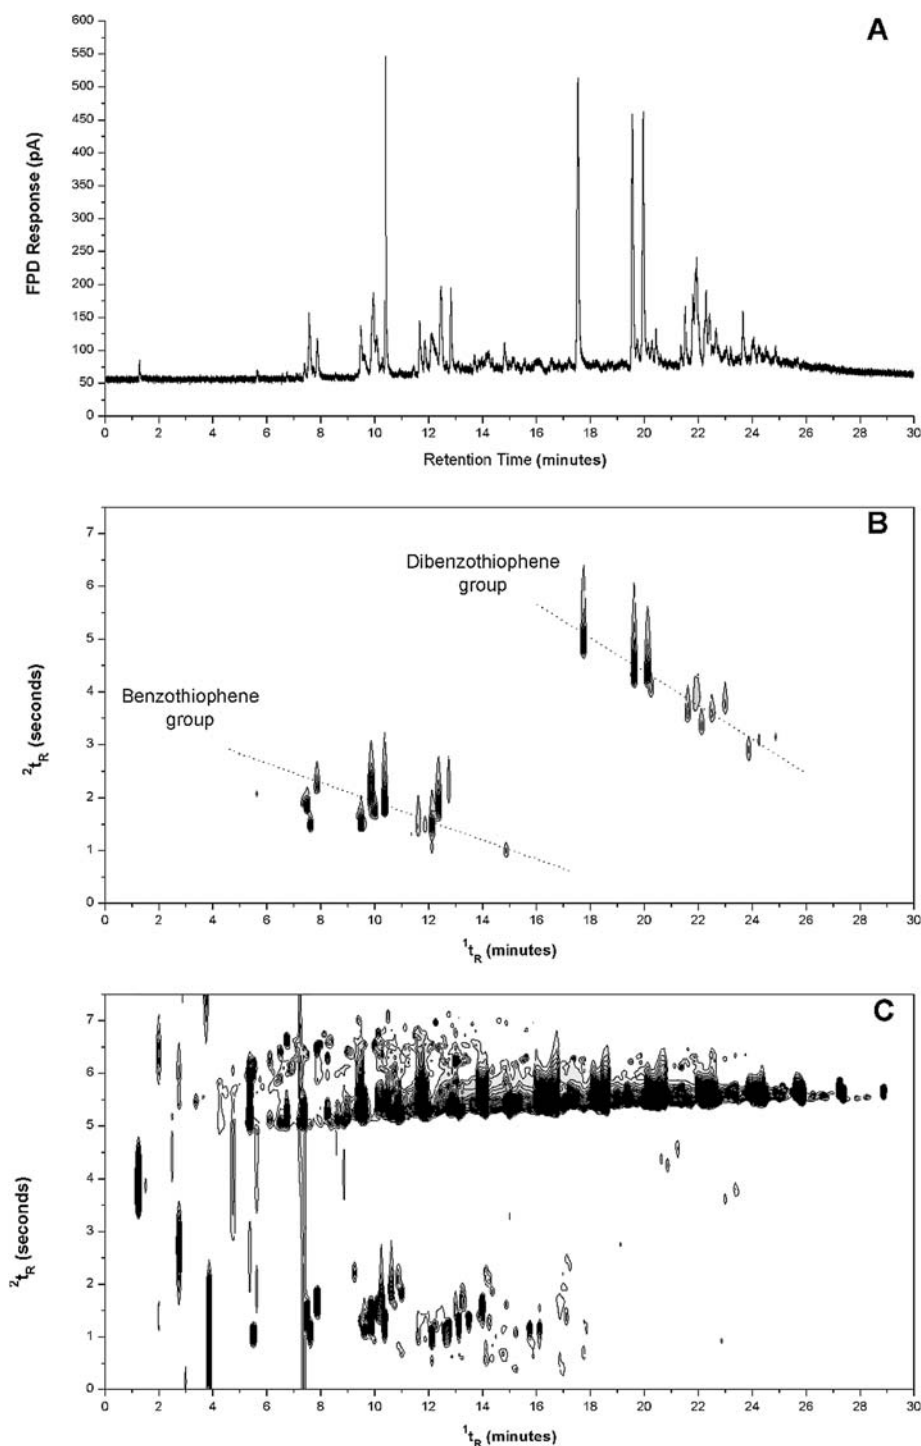 A
600
550
500
450
400
350
300
250
200
150
100
50
0
FPD Response (pA)
0 2 4 6 8 10 12 14 16 18 20 22 24 26 28 30
Retention Time (minutes)
B
7
6
5
4
3
2
1
0
²tR (seconds)
Dibenzothiophene
group
Benzothiophene
group
0 2 4 6 8 10 12 14 16 18 20 22 24 26 28 30
¹tR (minutes)
C
7
6
5
4
3
2
1
0
²tR (seconds)
0 2 4 6 8 10 12 14 16 18 20 22 24 26 28 30
¹tR (minutes)